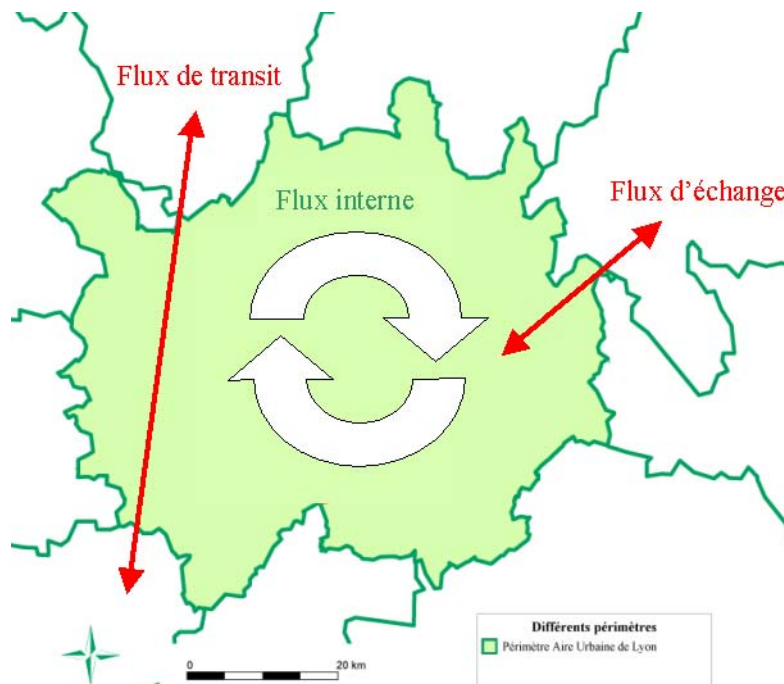 Flux de transit
Flux d'échange
Flux interne
Différents périmètres
Périmètre Aire Urbaine de Lyon
0 20 km